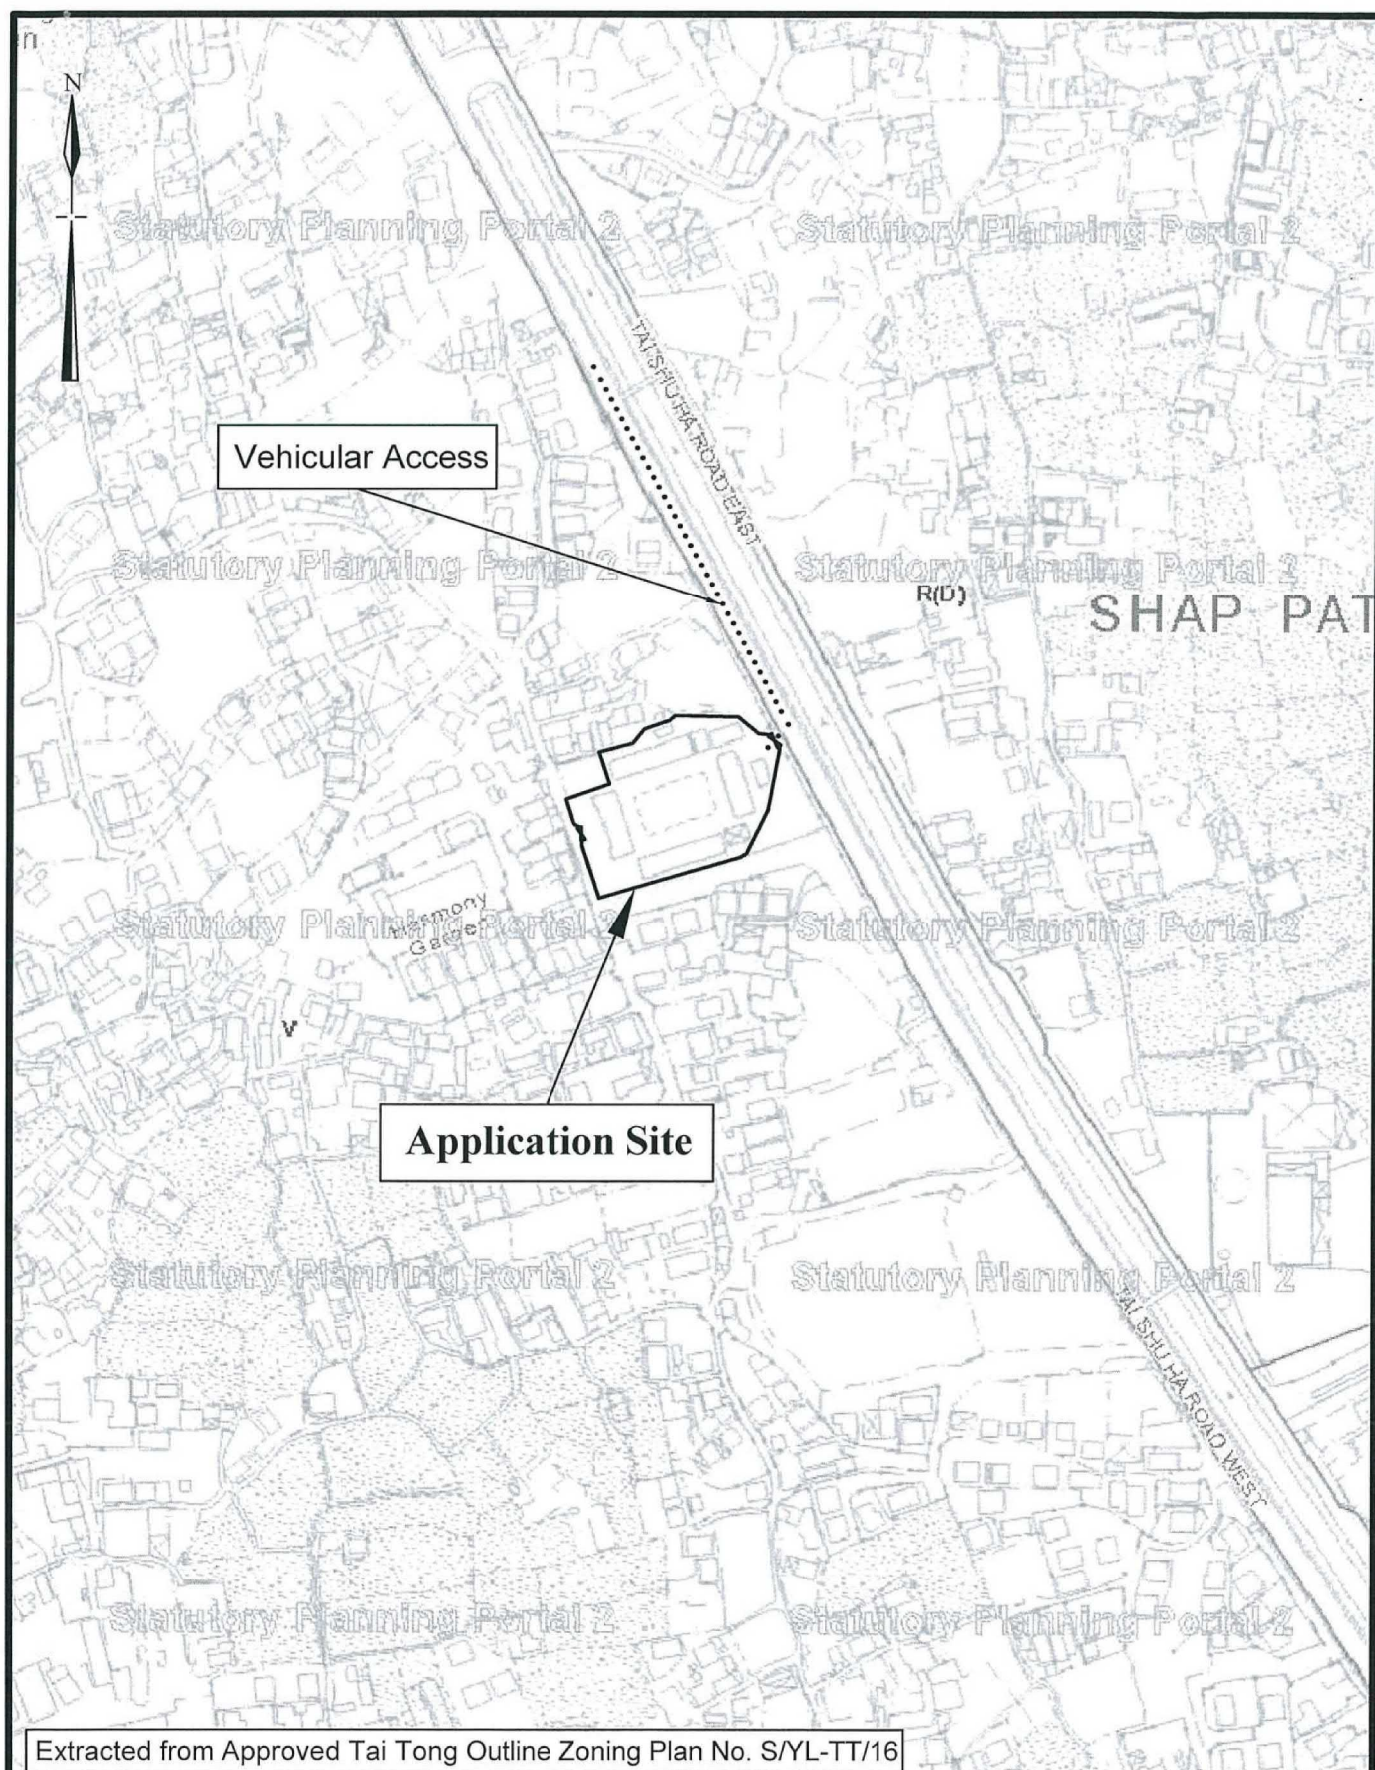 N
Statutory Planning Portal 2
Statutory Planning Portal 2
TAI SHU HA ROAD EAST
Vehicular Access
Statutory Planning Portal 2
Statutory Planning Portal 2
R(D)
SHAP PAT
Statutory Planning Portal 2
Statutory Planning Portal 2
Harmony
Garden
V
Application Site
Statutory Planning Portal 2
Statutory Planning Portal 2
TAI SHU HA ROAD WEST
Statutory Planning Portal 2
Statutory Planning Portal 2
Extracted from Approved Tai Tong Outline Zoning Plan No. S/YL-TT/16